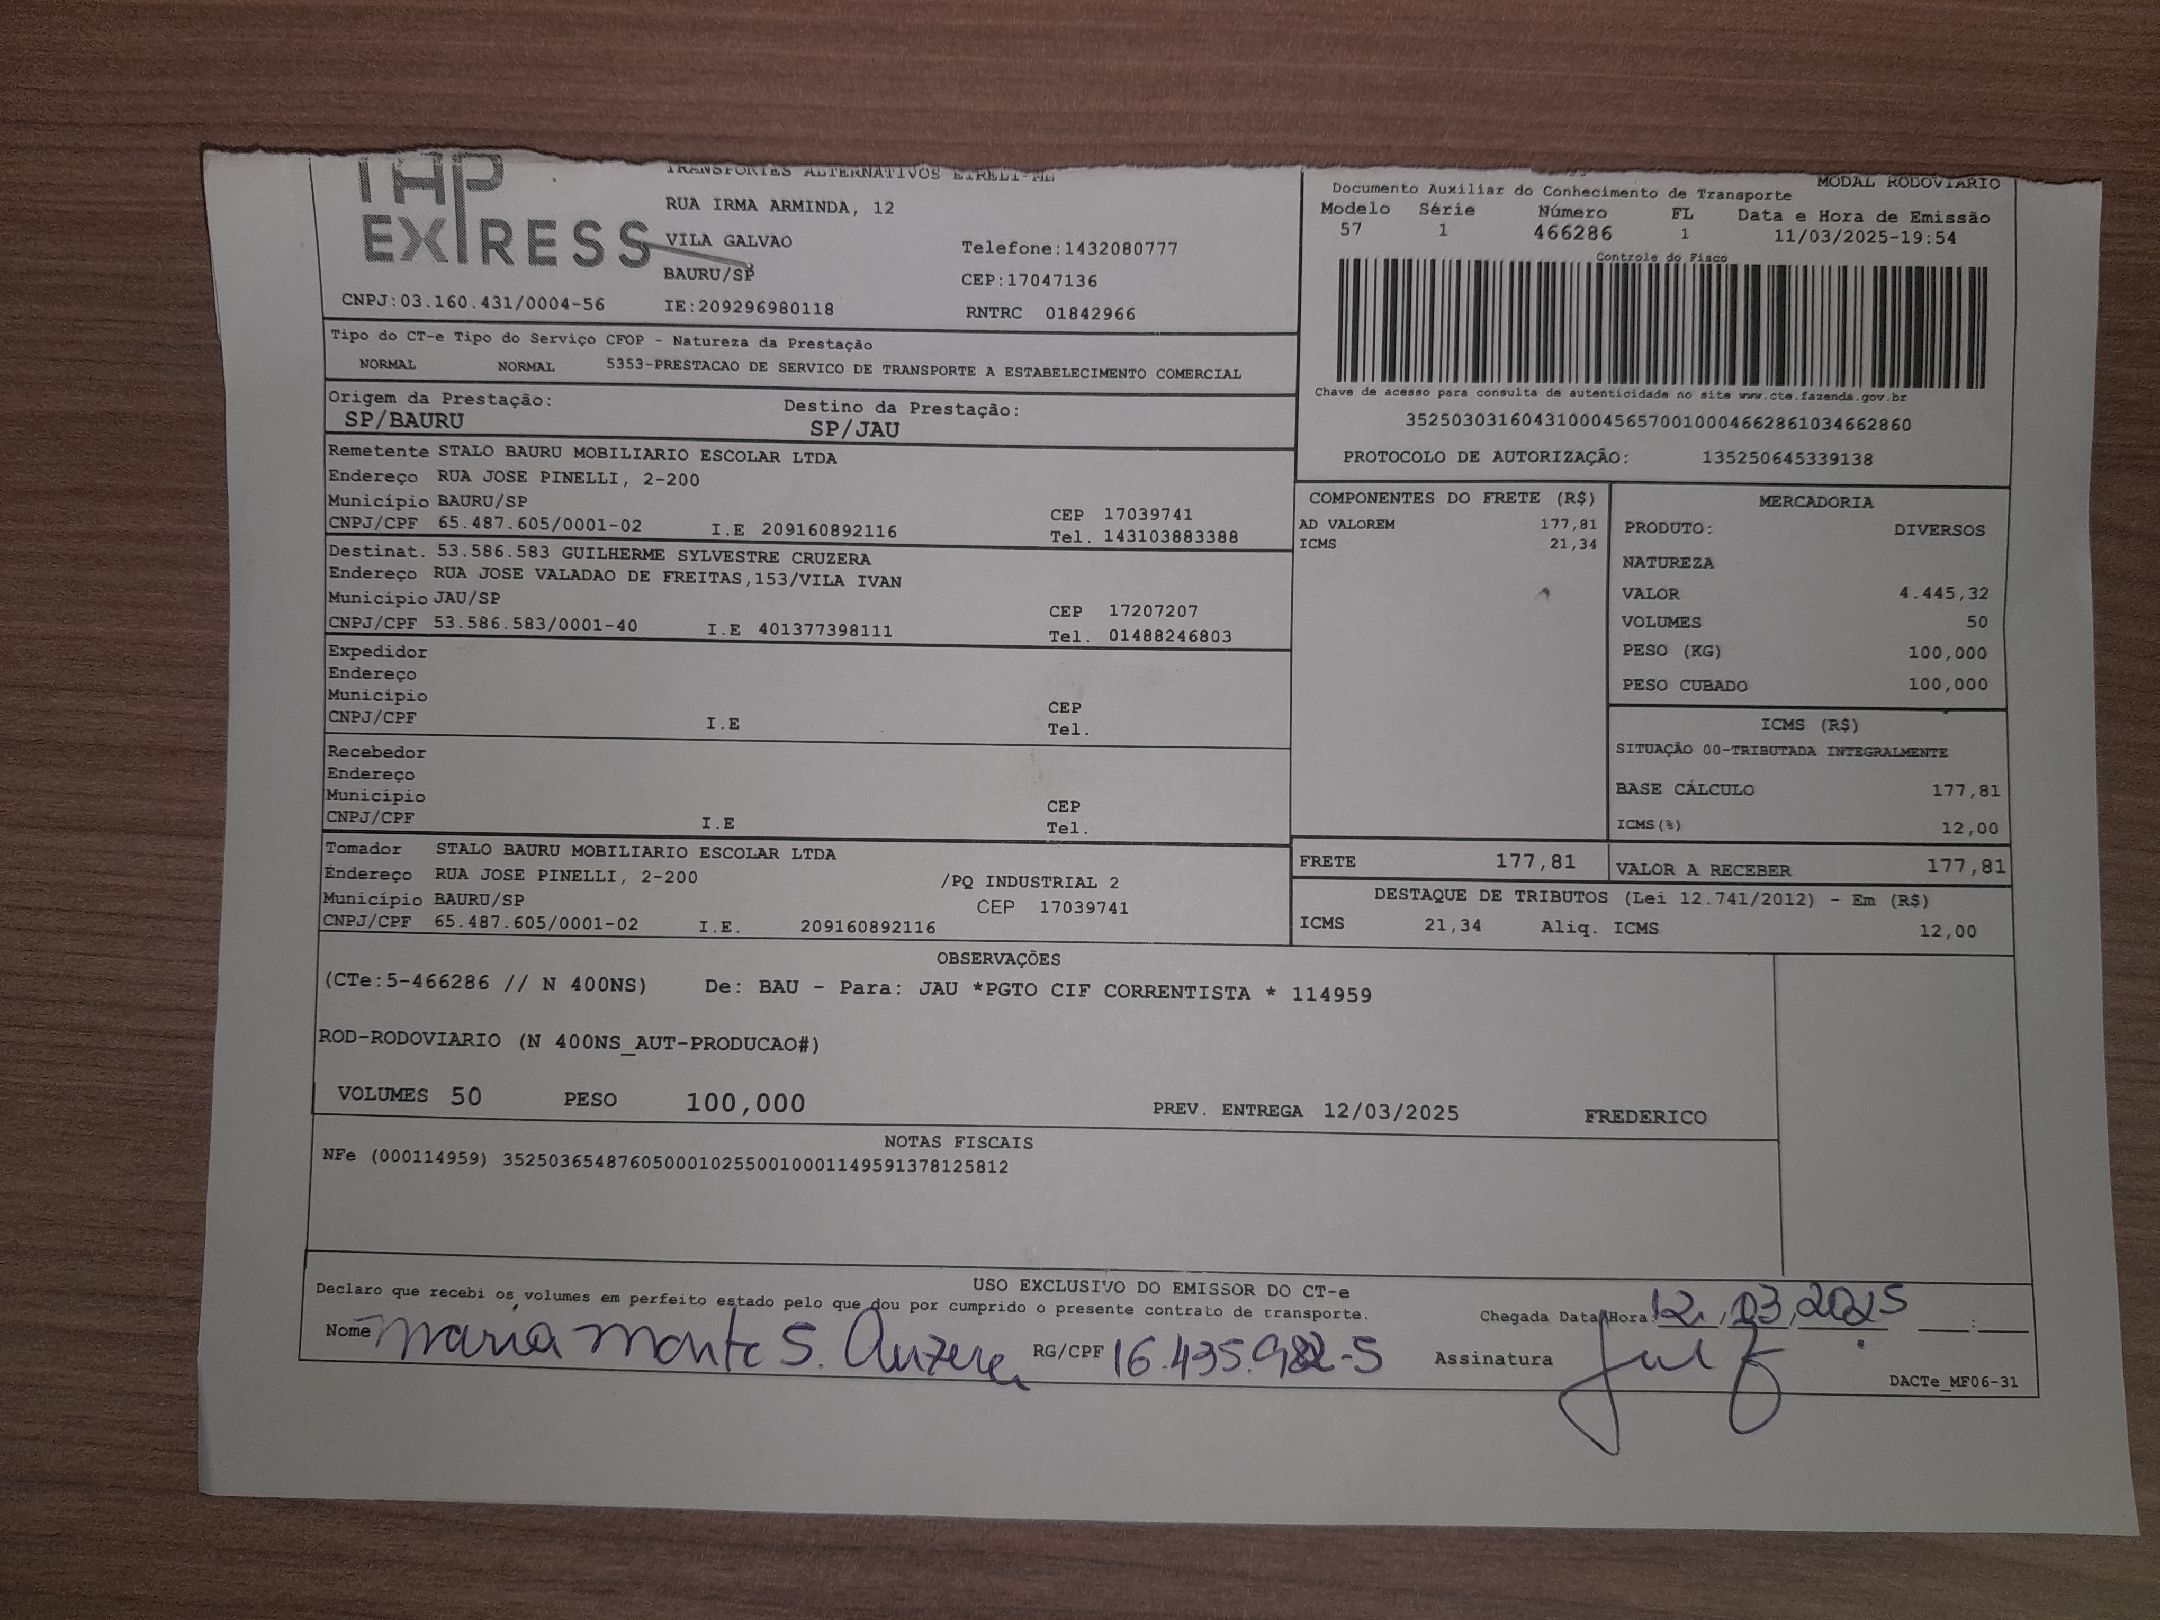 TRANSPORTES ALTERNATIVOS EIRELI-ME
TAP EXPRESS
RUA IRMA ARMINDA, 12
VILA GALVAO Telefone:1432080777
BAURU/SP CEP:17047136
CNPJ:03.160.431/0004-56 IE:209296980118 RNTRC 01842966
MODAL RODOVIARIO
Documento Auxiliar do Conhecimento de Transporte
Modelo Série Número FL Data e Hora de Emissão
57 1 466286 1 11/03/2025-19:54
Controle do Fisco
Chave de acesso para consulta de autenticidade no site www.cte.fazenda.gov.br
35250303160431000456570010004662861034662860
PROTOCOLO DE AUTORIZAÇÃO: 135250645339138
Tipo do CT-e Tipo do Serviço CFOP - Natureza da Prestação
NORMAL NORMAL 5353-PRESTACAO DE SERVICO DE TRANSPORTE A ESTABELECIMENTO COMERCIAL
Origem da Prestação: Destino da Prestação:
SP/BAURU SP/JAU
Remetente STALO BAURU MOBILIARIO ESCOLAR LTDA
Endereço RUA JOSE PINELLI, 2-200
Município BAURU/SP CEP 17039741
CNPJ/CPF 65.487.605/0001-02 I.E 209160892116 Tel. 143103883388
Destinat. 53.586.583 GUILHERME SYLVESTRE CRUZERA
Endereço RUA JOSE VALADAO DE FREITAS,153/VILA IVAN
Município JAU/SP CEP 17207207
CNPJ/CPF 53.586.583/0001-40 I.E 401377398111 Tel. 01488246803
Expedidor
Endereço
Município CEP
CNPJ/CPF I.E Tel.
Recebedor
Endereço
Município CEP
CNPJ/CPF I.E Tel.
Tomador STALO BAURU MOBILIARIO ESCOLAR LTDA
Endereço RUA JOSE PINELLI, 2-200 /PQ INDUSTRIAL 2
Município BAURU/SP CEP 17039741
CNPJ/CPF 65.487.605/0001-02 I.E. 209160892116
COMPONENTES DO FRETE (R$)
AD VALOREM 177,81
ICMS 21,34
MERCADORIA
PRODUTO: DIVERSOS
NATUREZA
VALOR 4.445,32
VOLUMES 50
PESO (KG) 100,000
PESO CUBADO 100,000
ICMS (R$)
SITUAÇÃO 00-TRIBUTADA INTEGRALMENTE
BASE CÁLCULO 177,81
ICMS(%) 12,00
FRETE 177,81 VALOR A RECEBER 177,81
DESTAQUE DE TRIBUTOS (Lei 12.741/2012) - Em (R$)
ICMS 21,34 Aliq. ICMS 12,00
OBSERVAÇÕES
(CTe:5-466286 // N 400NS) De: BAU - Para: JAU *PGTO CIF CORRENTISTA * 114959
ROD-RODOVIARIO (N 400NS_AUT-PRODUCAO#)
VOLUMES 50 PESO 100,000 PREV. ENTREGA 12/03/2025 FREDERICO
NOTAS FISCAIS
NFe (000114959) 35250365487605000102550010001149591378125812
USO EXCLUSIVO DO EMISSOR DO CT-e
Declaro que recebi os volumes em perfeito estado pelo que dou por cumprido o presente contrato de transporte.
Chegada Data/Hora 12,03,2025 __:__
Nome Maria S. RG/CPF 16.435.982-5 Assinatura
DACTe_MF06-31